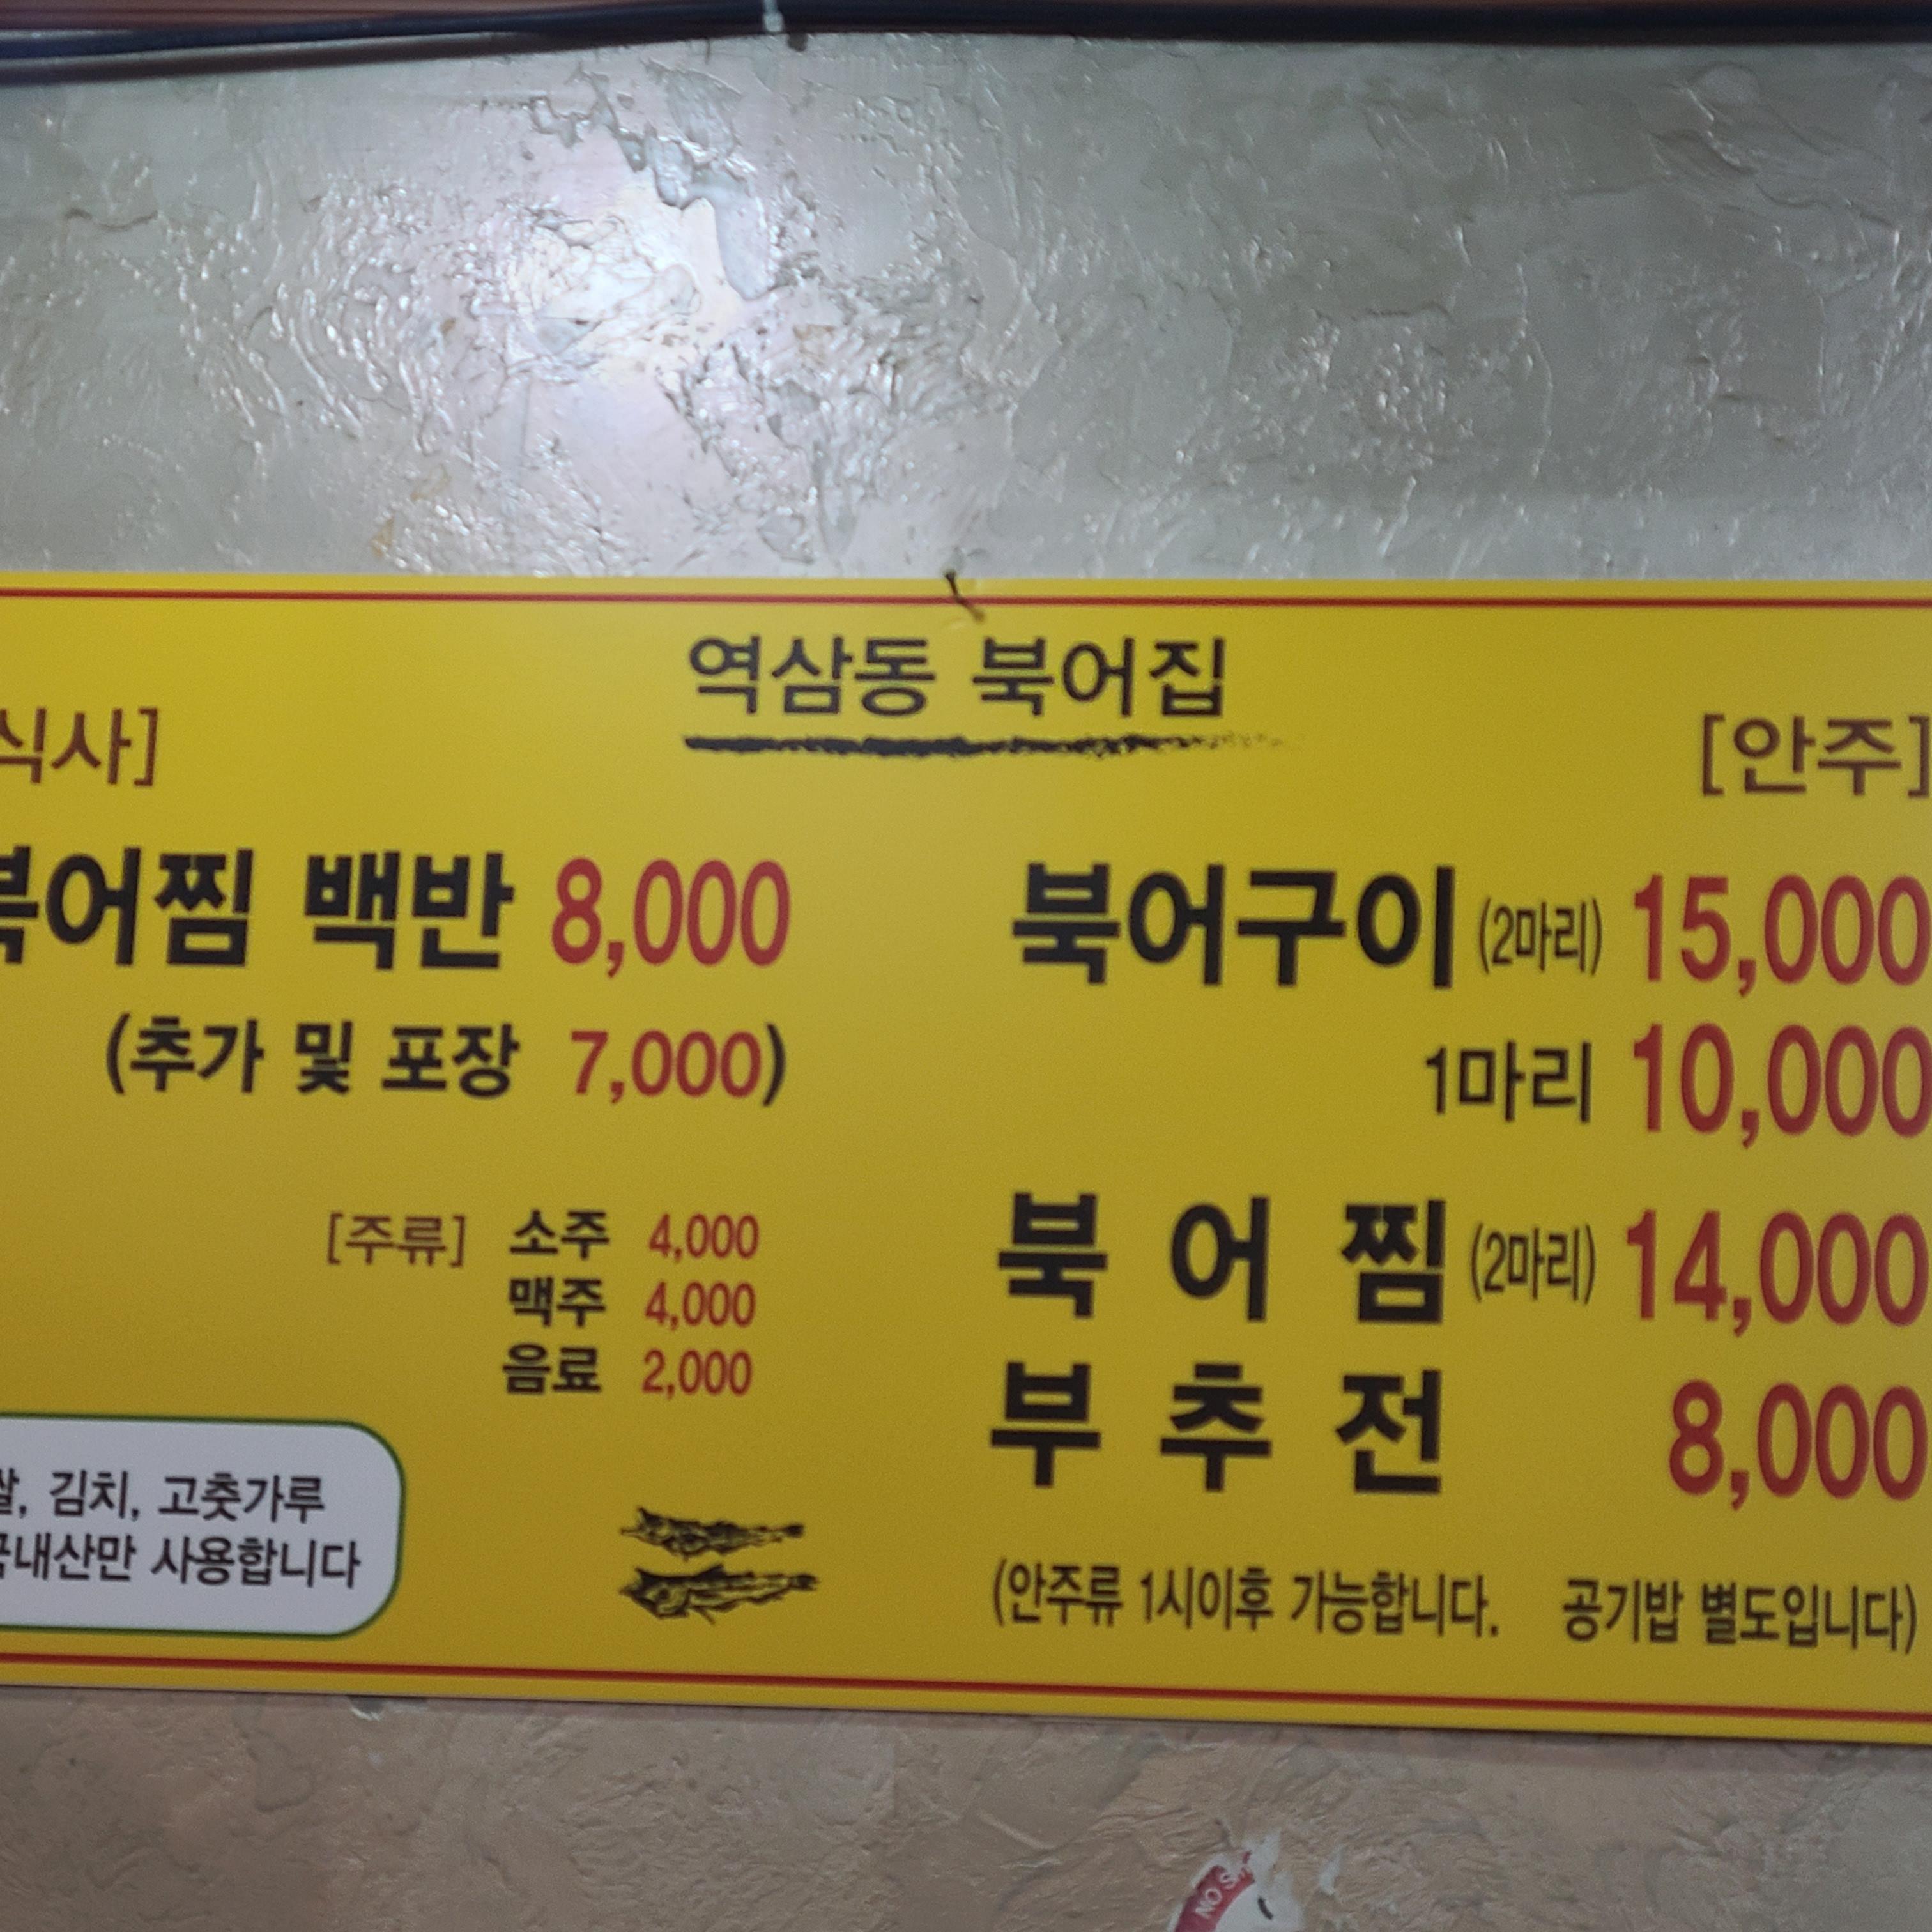 역삼동 북어집
식사]
북어찜 백반 8,000
(추가 및 포장 7,000)
[주류] 소주 4,000
맥주 4,000
음료 2,000
쌀, 김치, 고춧가루
국내산만 사용합니다
[안주]
북어구이 (2마리) 15,000
1마리 10,000
북어찜 (2마리) 14,000
부추전 8,000
(안주류 1시이후 가능합니다. 공기밥 별도입니다)
NO